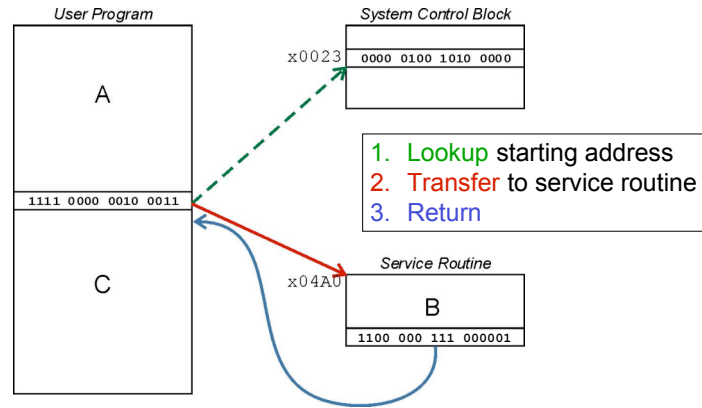 User Program
System Control Block
x0023
0000 0100 1010 0000
A
1. Lookup starting address
2. Transfer to service routine
3. Return
1111 0000 0010 0011
Service Routine
x04A0
C
B
1100 000 111 000001